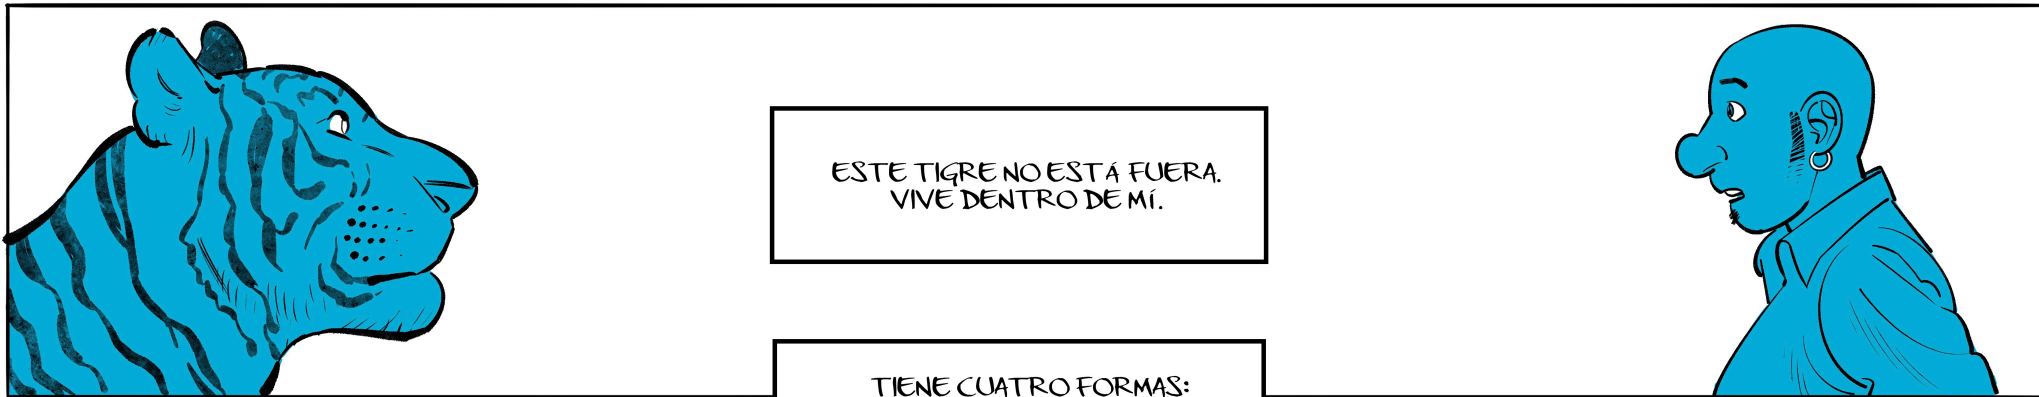 ESTE TIGRE NO ESTÁ FUERA.
VIVE DENTRO DE MÍ.
TIENE CUATRO FORMAS: